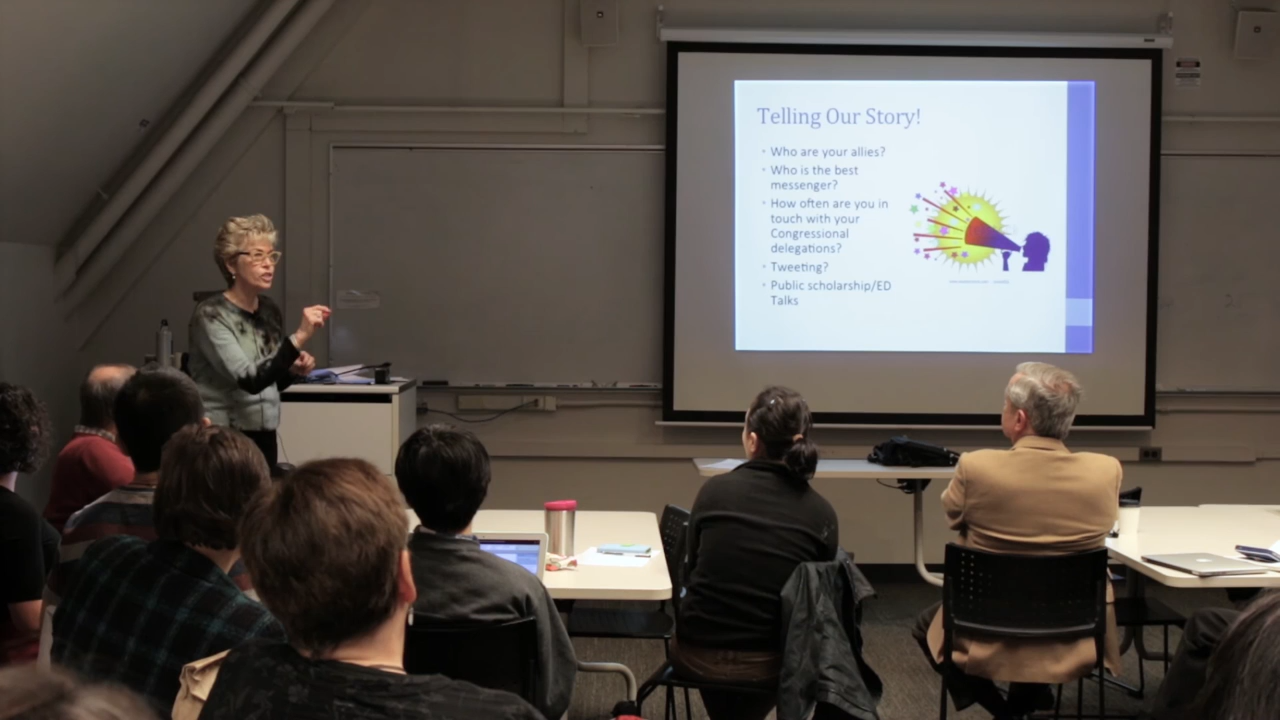 Telling Our Story!
• Who are your allies?
• Who is the best
messenger?
• How often are you in
touch with your
Congressional
delegations?
• Tweeting?
• Public scholarship/ED
Talks